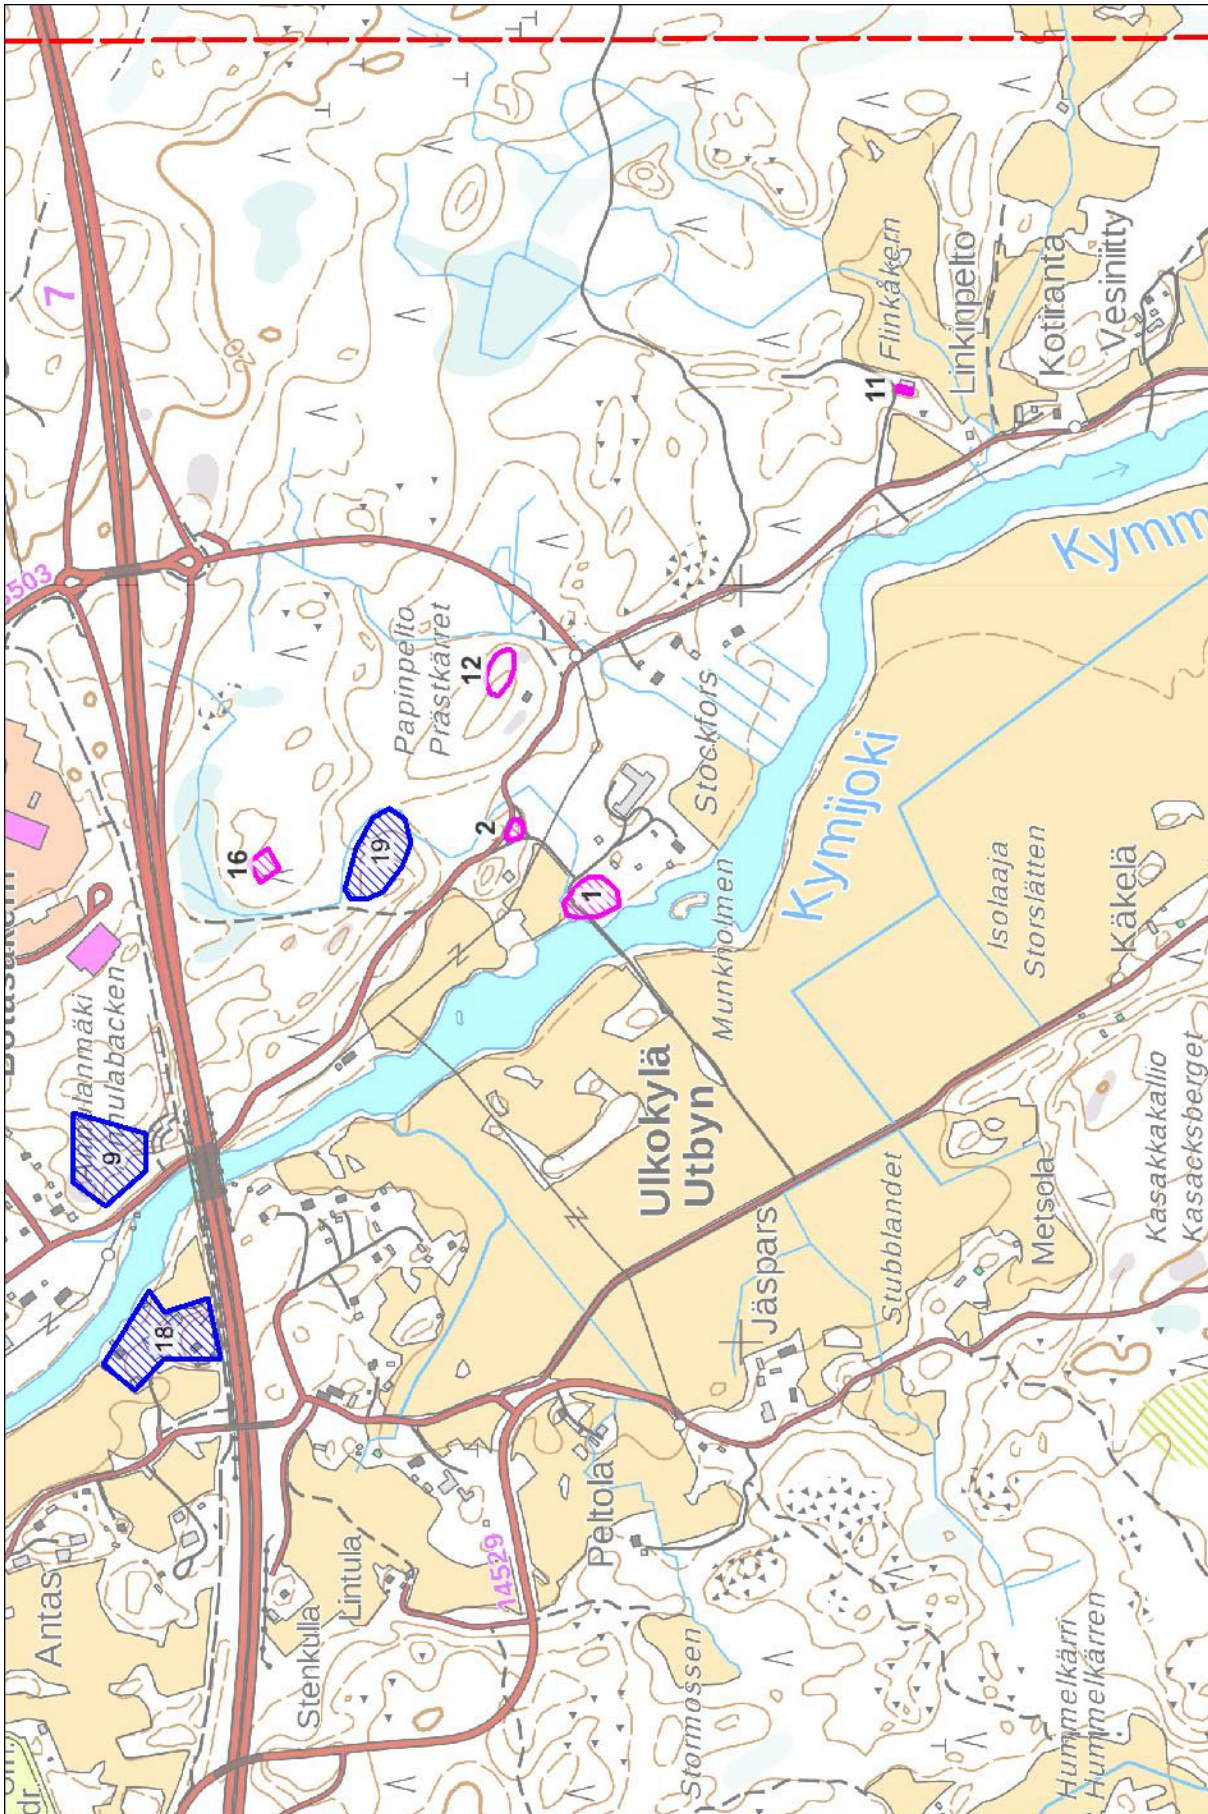 7
Flinkåkern
Linkinpelto
Kotiranta
Vesiniitty
11
Papinpelto
Prästkärret
12
Stockfors
Kymijoki
Kymm
16
19
2
1
Munkholmen
Isolaaja
Storslätten
Käkelä
9
18
Ulkokylä
Utbyn
Jäspars
Stubblandet
Metsola
Kasakkakallio
Kasacksberget
Antas
Stenkulla
Lintula
14529
Peltola
Stormossen
Hummelkärri
Hummelkärren
20